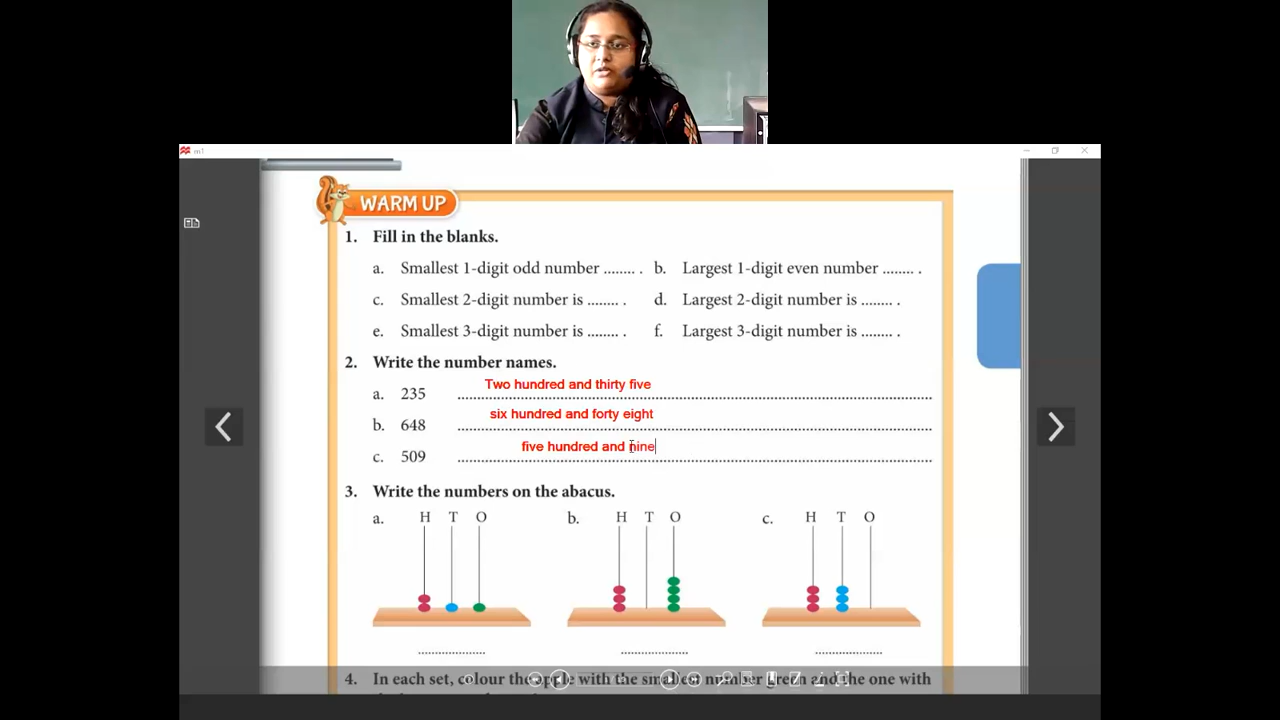 m1
WARM UP
1. Fill in the blanks.
a. Smallest 1-digit odd number ........ . b. Largest 1-digit even number ........ .
c. Smallest 2-digit number is ........ . d. Largest 2-digit number is ........ .
e. Smallest 3-digit number is ........ . f. Largest 3-digit number is ........ .
2. Write the number names.
Two hundred and thirty five
a. 235
six hundred and forty eight
b. 648
five hundred and nine
c. 509
3. Write the numbers on the abacus.
a. H T O b. H T O c. H T O
4. In each set, colour the apple with the smallest number green and the one with